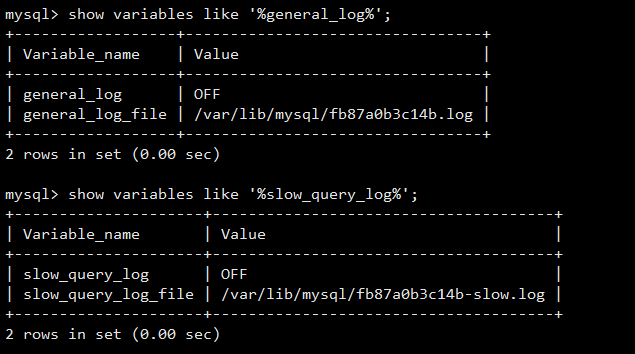 mysql> show variables like '%general_log%';
+------------------+---------------------------------+
| Variable_name    | Value                           |
+------------------+---------------------------------+
| general_log      | OFF                             |
| general_log_file | /var/lib/mysql/fb87a0b3c14b.log |
+------------------+---------------------------------+
2 rows in set (0.00 sec)

mysql> show variables like '%slow_query_log%';
+---------------------+--------------------------------------+
| Variable_name       | Value                                |
+---------------------+--------------------------------------+
| slow_query_log      | OFF                                  |
| slow_query_log_file | /var/lib/mysql/fb87a0b3c14b-slow.log |
+---------------------+--------------------------------------+
2 rows in set (0.00 sec)